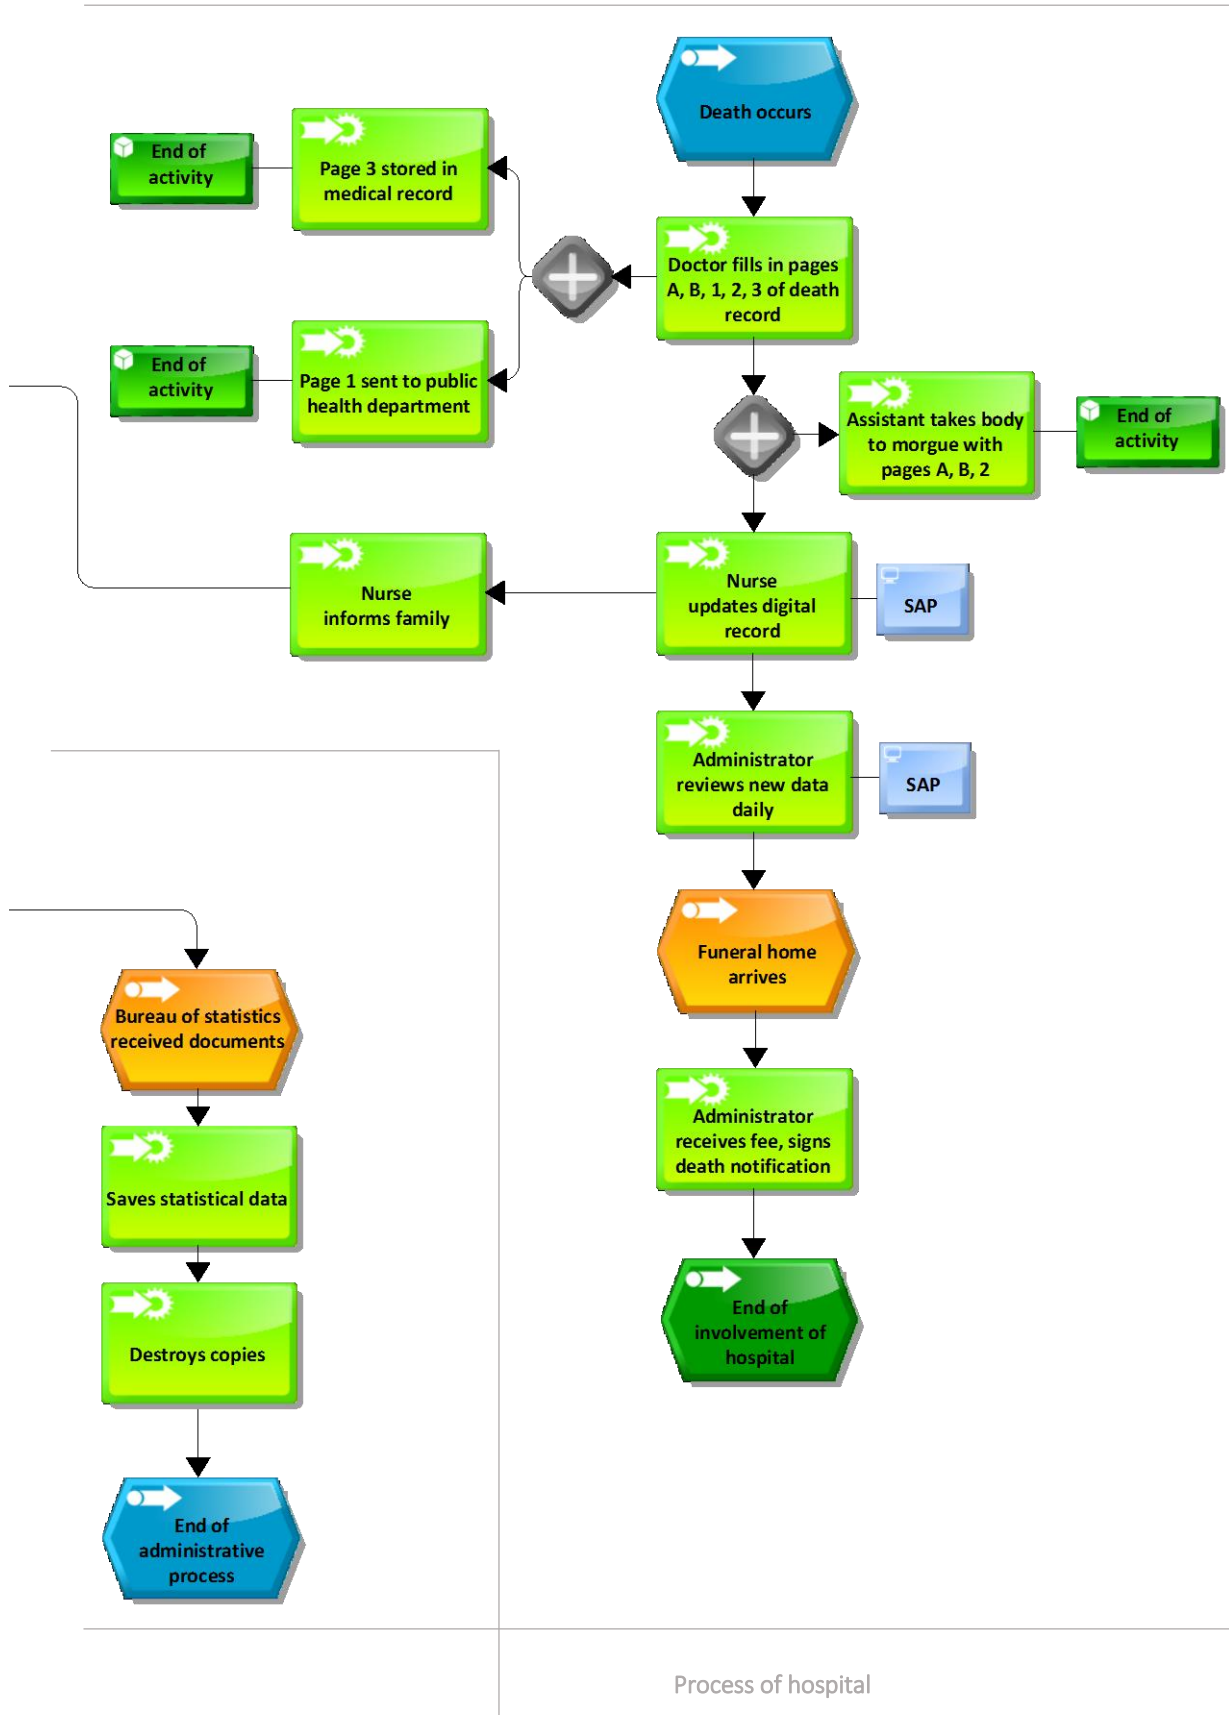 Death occurs
End of
activity
Page 3 stored in
medical record
Doctor fills in pages
A, B, 1, 2, 3 of death
record
End of
activity
Page 1 sent to public
health department
Assistant takes body
to morgue with
pages A, B, 2
End of
activity
Nurse
informs family
Nurse
updates digital
record
SAP
Administrator
reviews new data
daily
SAP
Funeral home
arrives
Bureau of statistics
received documents
Administrator
receives fee, signs
death notification
Saves statistical data
Destroys copies
End of
involvement of
hospital
End of
administrative
process
Process of hospital